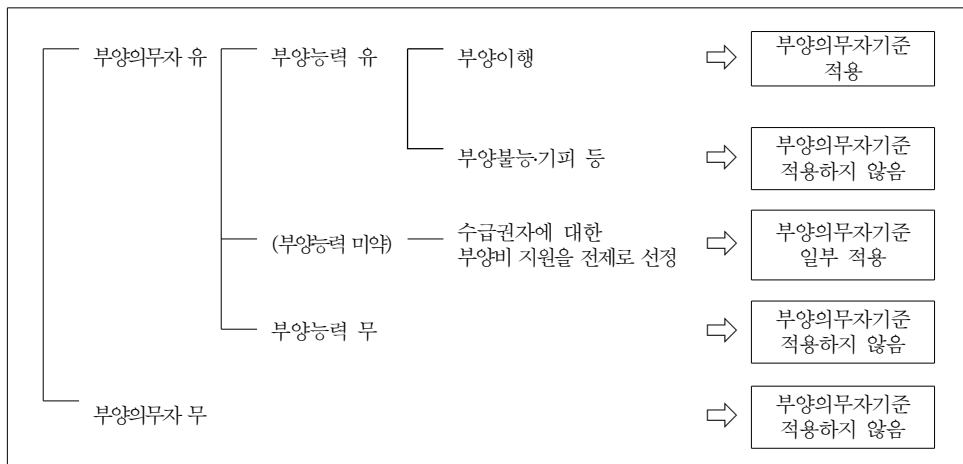 부양의무자 유
부양능력 유
부양이행
부양의무자기준
적용
부양불능·기피 등
부양의무자기준
적용하지 않음
(부양능력 미약)
수급권자에 대한
부양비 지원을 전제로 선정
부양의무자기준
일부 적용
부양능력 무
부양의무자기준
적용하지 않음
부양의무자 무
부양의무자기준
적용하지 않음